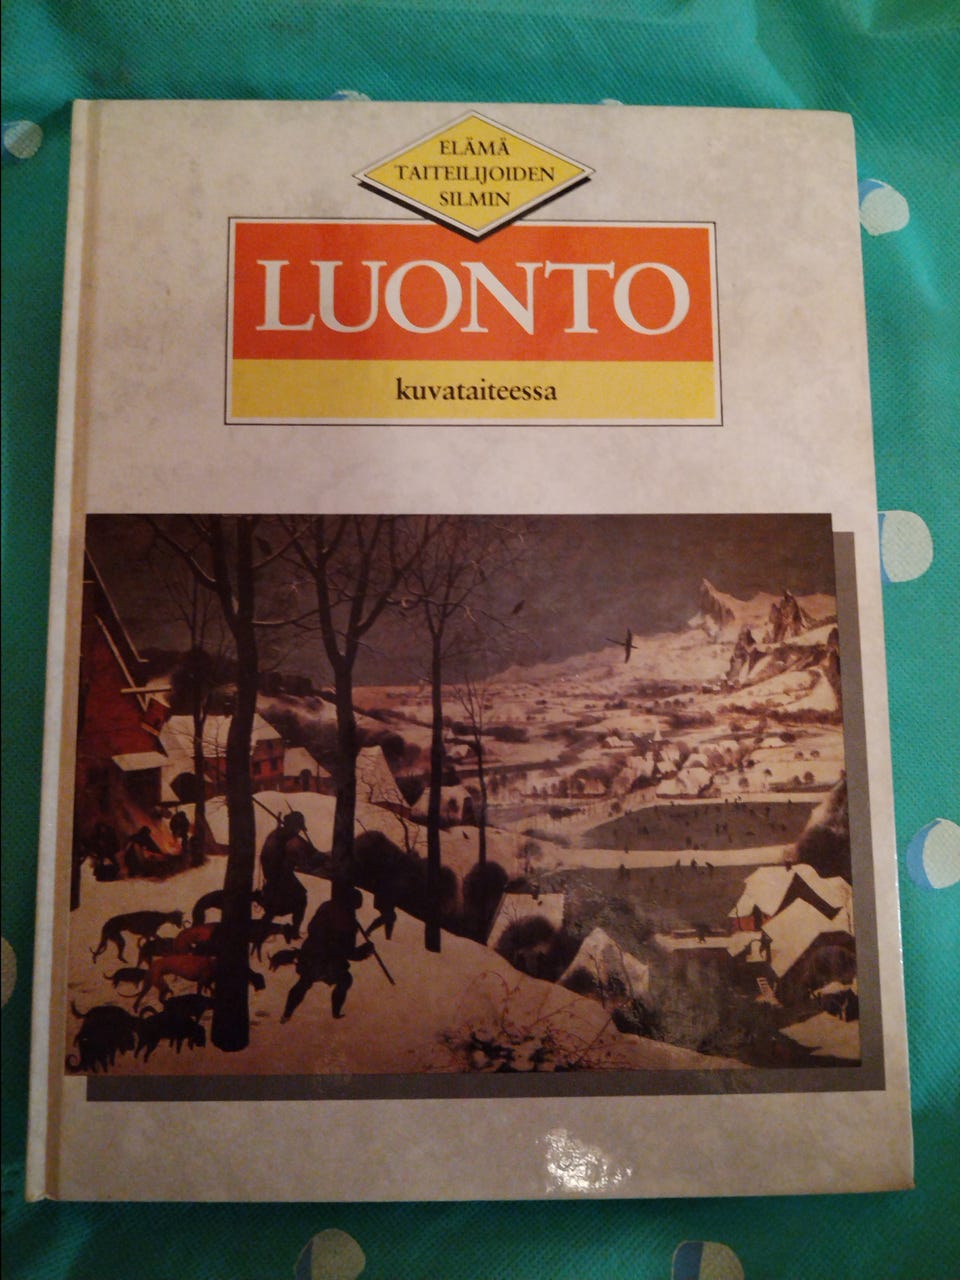 ELÄMÄ
TAITEILIJOIDEN
SILMIN
LUONTO
kuvataiteessa